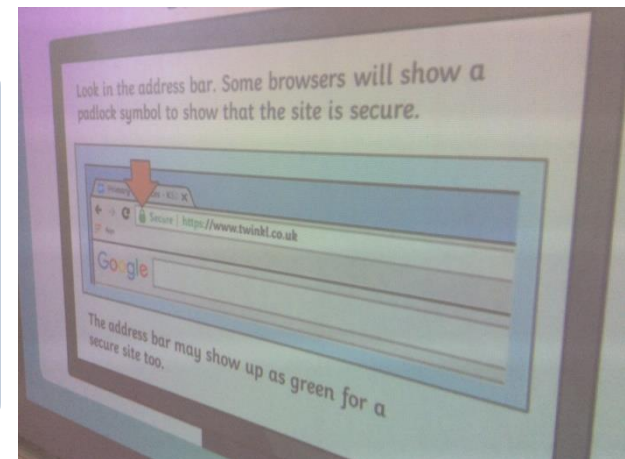 Look in the address bar. Some browsers will show a
padlock symbol to show that the site is secure.
Secure | https://www.twinkl.co.uk
Google
The address bar may show up as green for a
secure site too.